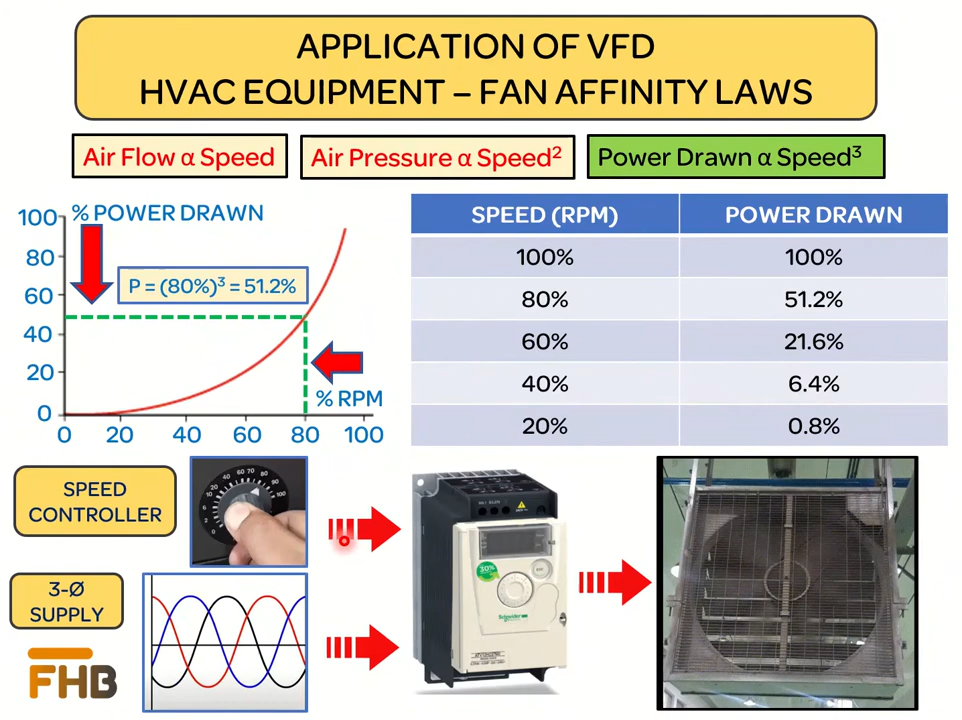 APPLICATION OF VFD
HVAC EQUIPMENT – FAN AFFINITY LAWS
Air Flow α Speed
Air Pressure α Speed²
Power Drawn α Speed³
% POWER DRAWN
100
80
60
40
20
0
P = (80%)³ = 51.2%
% RPM
0 20 40 60 80 100
SPEED (RPM) POWER DRAWN
100% 100%
80% 51.2%
60% 21.6%
40% 6.4%
20% 0.8%
SPEED
CONTROLLER
3-Ø
SUPPLY
FHB
30%
ESC
Schneider